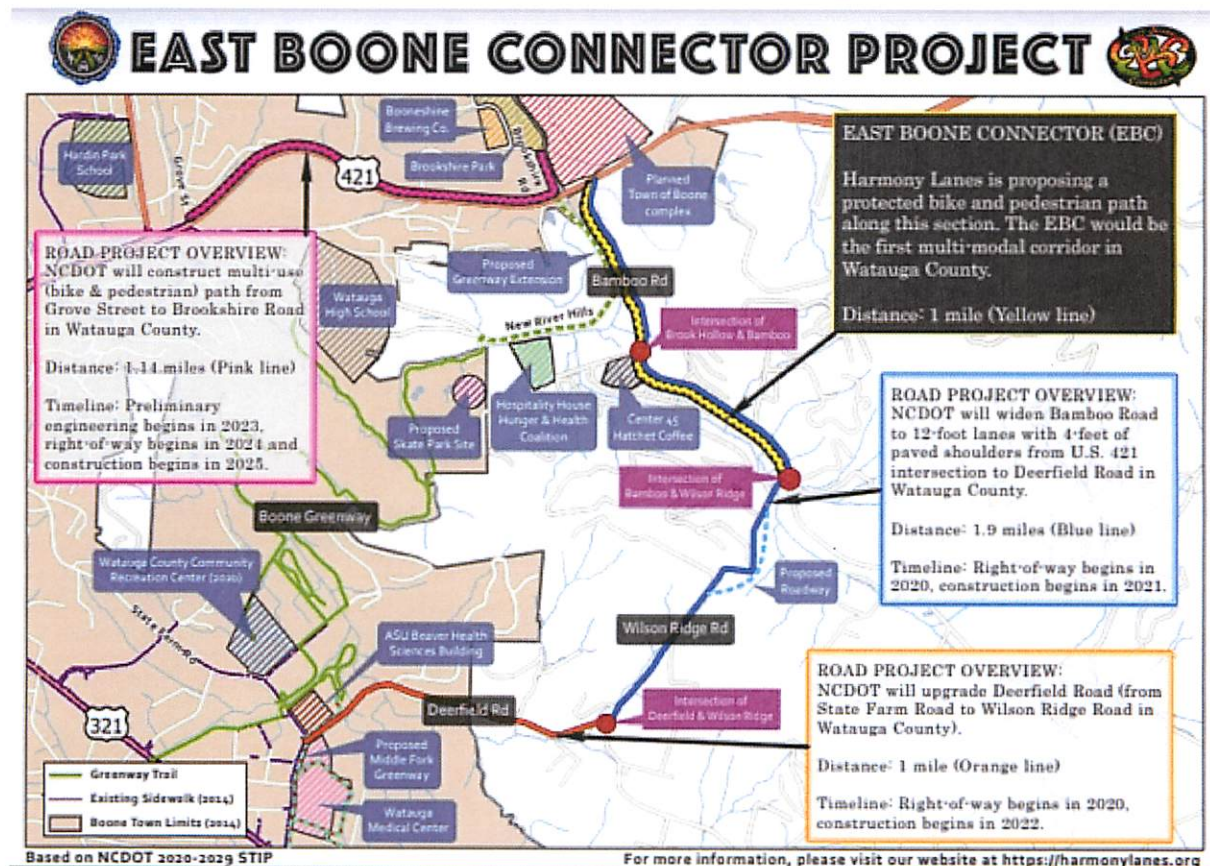 EAST BOONE CONNECTOR PROJECT
Hardin Park
School
Grove St
421
Booneshine
Brewing Co.
Brookshire Park
Brookshire
Rd
Planned
Town of Boone
complex
EAST BOONE CONNECTOR (EBC)
Harmony Lanes is proposing a
protected bike and pedestrian path
along this section. The EBC would be
the first multi-modal corridor in
Watauga County.
Distance: 1 mile (Yellow line)
ROAD PROJECT OVERVIEW:
NCDOT will construct multi-use
(bike & pedestrian) path from
Grove Street to Brookshire Road
in Watauga County.
Distance: 1.14 miles (Pink line)
Timeline: Preliminary
engineering begins in 2023,
right-of-way begins in 2024 and
construction begins in 2025.
Watauga
High School
Proposed
Greenway Extension
Bamboo Rd
New River Hills
Intersection of
Brook Hollow & Bamboo
Proposed
Skate Park Site
Hospitality House
Hunger & Health
Coalition
Center 45
Hatchet Coffee
Intersection of
Bamboo & Wilson Ridge
ROAD PROJECT OVERVIEW:
NCDOT will widen Bamboo Road
to 12-foot lanes with 4-feet of
paved shoulders from U.S. 421
intersection to Deerfield Road in
Watauga County.
Distance: 1.9 miles (Blue line)
Timeline: Right-of-way begins in
2020, construction begins in 2021.
Boone Greenway
Watauga County Community
Recreation Center (2020)
State Farm Rd
ASU Beaver Health
Sciences Building
Proposed
Roadway
Wilson Ridge Rd
Deerfield Rd
Intersection of
Deerfield & Wilson Ridge
321
Proposed
Middle Fork
Greenway
Watauga
Medical Center
ROAD PROJECT OVERVIEW:
NCDOT will upgrade Deerfield Road (from
State Farm Road to Wilson Ridge Road in
Watauga County).
Distance: 1 mile (Orange line)
Timeline: Right-of-way begins in 2020,
construction begins in 2022.
Greenway Trail
Existing Sidewalk (2014)
Boone Town Limits (2014)
Based on NCDOT 2020-2029 STIP
For more information, please visit our website at https://harmonylanes.org